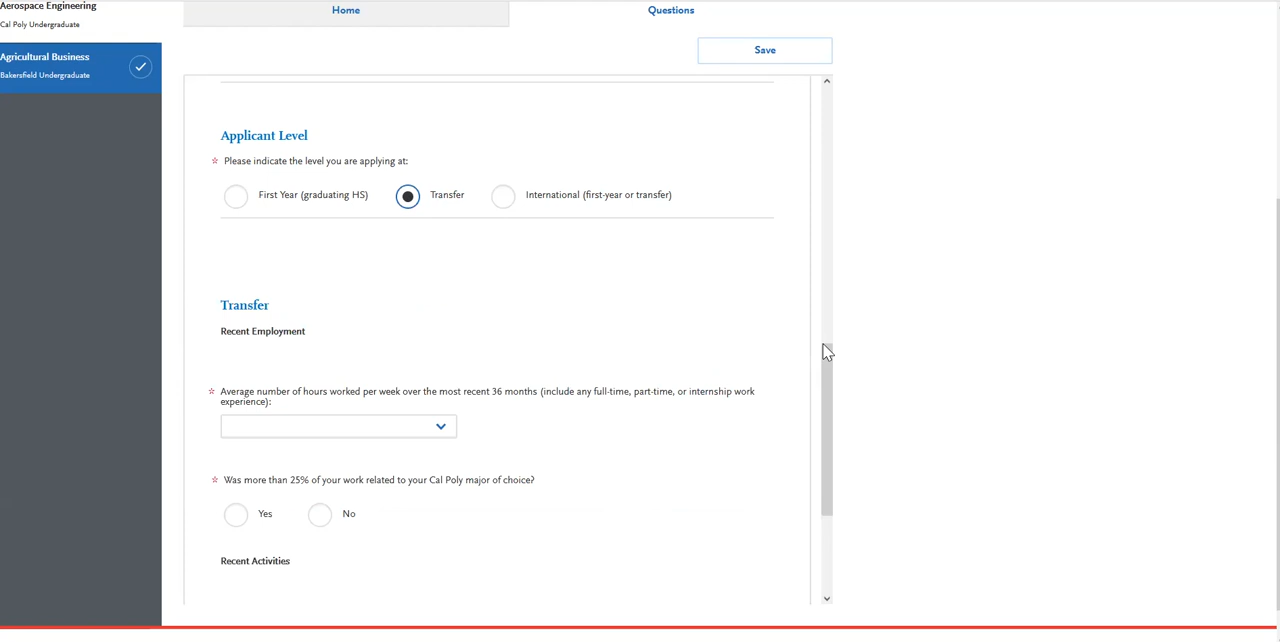 Aerospace Engineering
Cal Poly Undergraduate
Agricultural Business
Bakersfield Undergraduate
Home
Questions
Save
Applicant Level
Please indicate the level you are applying at:
First Year (graduating HS)
Transfer
International (first-year or transfer)
Transfer
Recent Employment
Average number of hours worked per week over the most recent 36 months (include any full-time, part-time, or internship work
experience):
Was more than 25% of your work related to your Cal Poly major of choice?
Yes
No
Recent Activities